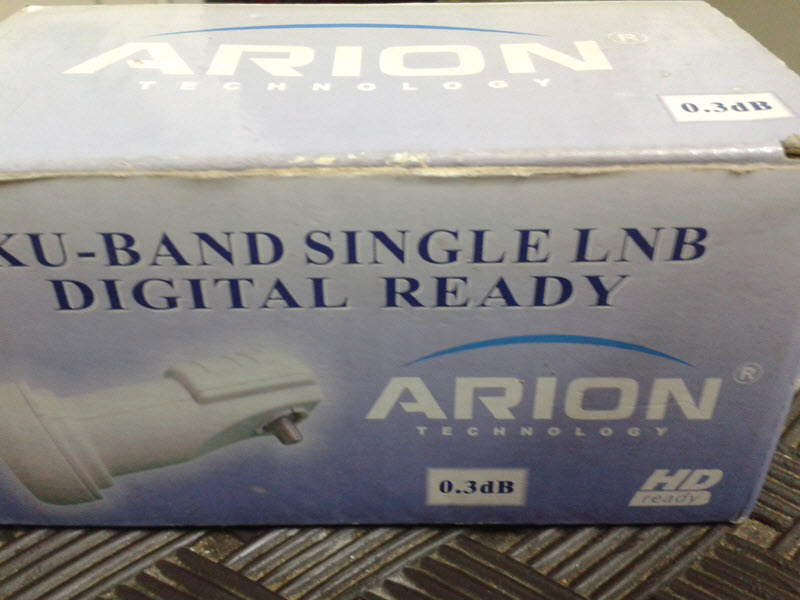 ARION ®
TECHNOLOGY
0.3dB
KU-BAND SINGLE LNB
DIGITAL READY
ARION ®
TECHNOLOGY
0.3dB
HD
ready